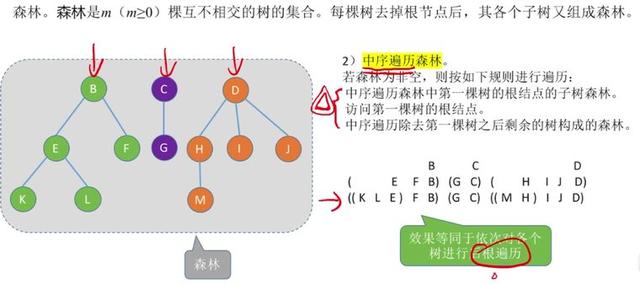 森林。森林是m（m≥0）棵互不相交的树的集合。每棵树去掉根节点后，其各个子树又组成森林。
2）中序遍历森林。
若森林为非空，则按如下规则进行遍历：
中序遍历森林中第一棵树的根结点的子树森林。
访问第一棵树的根结点。
中序遍历除去第一棵树之后剩余的树构成的森林。
B C D
E F G H I J
K L M
森林
B C D
( E F B) (G C) ( H I J D)
((K L E) F B) (G C) ((M H) I J D)
效果等同于依次对各个
树进行后根遍历